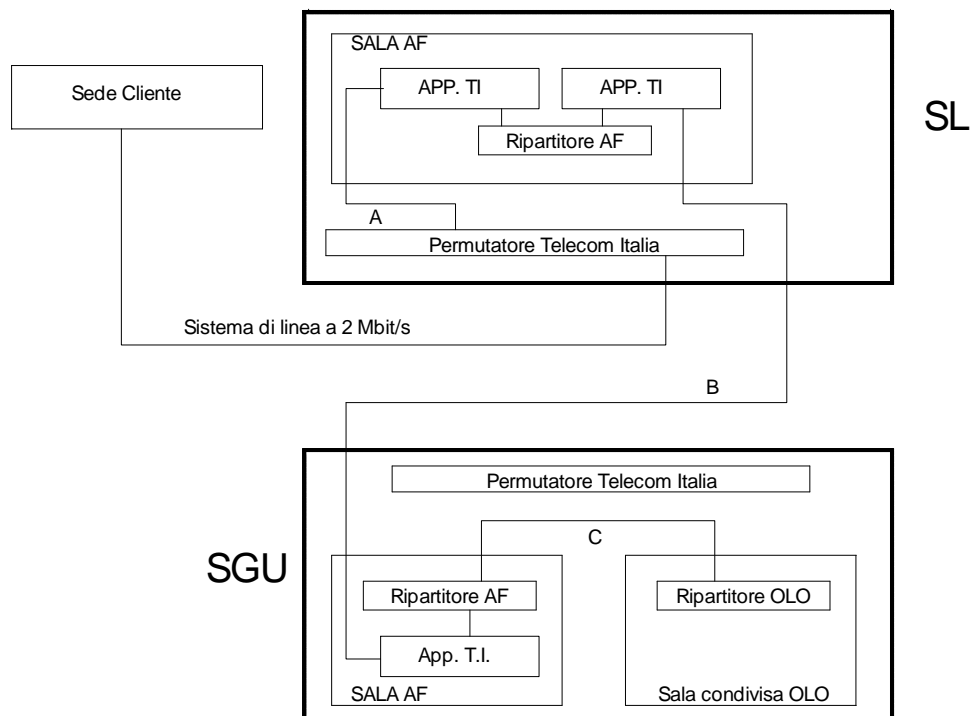 SALA AF
Sede Cliente
APP. TI
APP. TI
SL
Ripartitore AF
A
Permutatore Telecom Italia
Sistema di linea a 2 Mbit/s
B
Permutatore Telecom Italia
C
SGU
Ripartitore AF
Ripartitore OLO
App. T.I.
SALA AF
Sala condivisa OLO